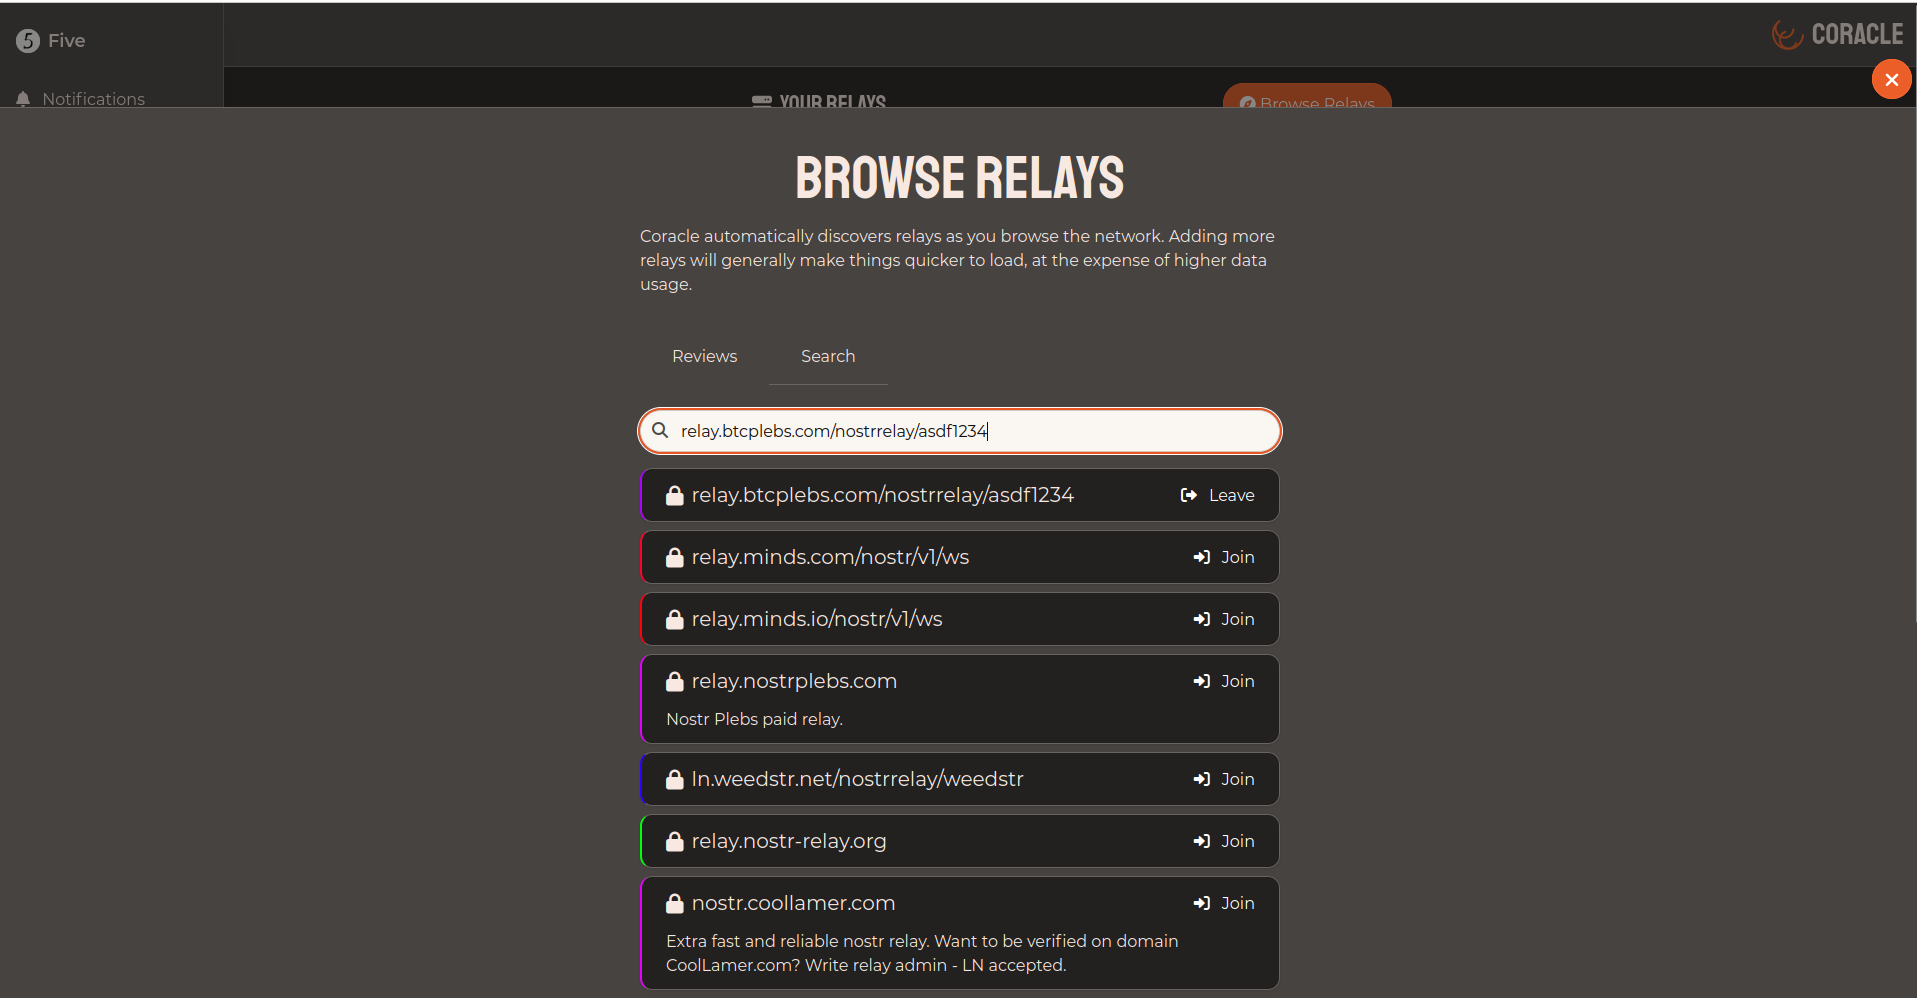 Five
CORACLE
Notifications
YOUR RELAYS
Browse Relays
BROWSE RELAYS
Coracle automatically discovers relays as you browse the network. Adding more
relays will generally make things quicker to load, at the expense of higher data
usage.
Reviews
Search
relay.btcplebs.com/nostrrelay/asdf1234
relay.btcplebs.com/nostrrelay/asdf1234
Leave
relay.minds.com/nostr/v1/ws
Join
relay.minds.io/nostr/v1/ws
Join
relay.nostrplebs.com
Join
Nostr Plebs paid relay.
ln.weedstr.net/nostrrelay/weedstr
Join
relay.nostr-relay.org
Join
nostr.coollamer.com
Join
Extra fast and reliable nostr relay. Want to be verified on domain
CoolLamer.com? Write relay admin - LN accepted.